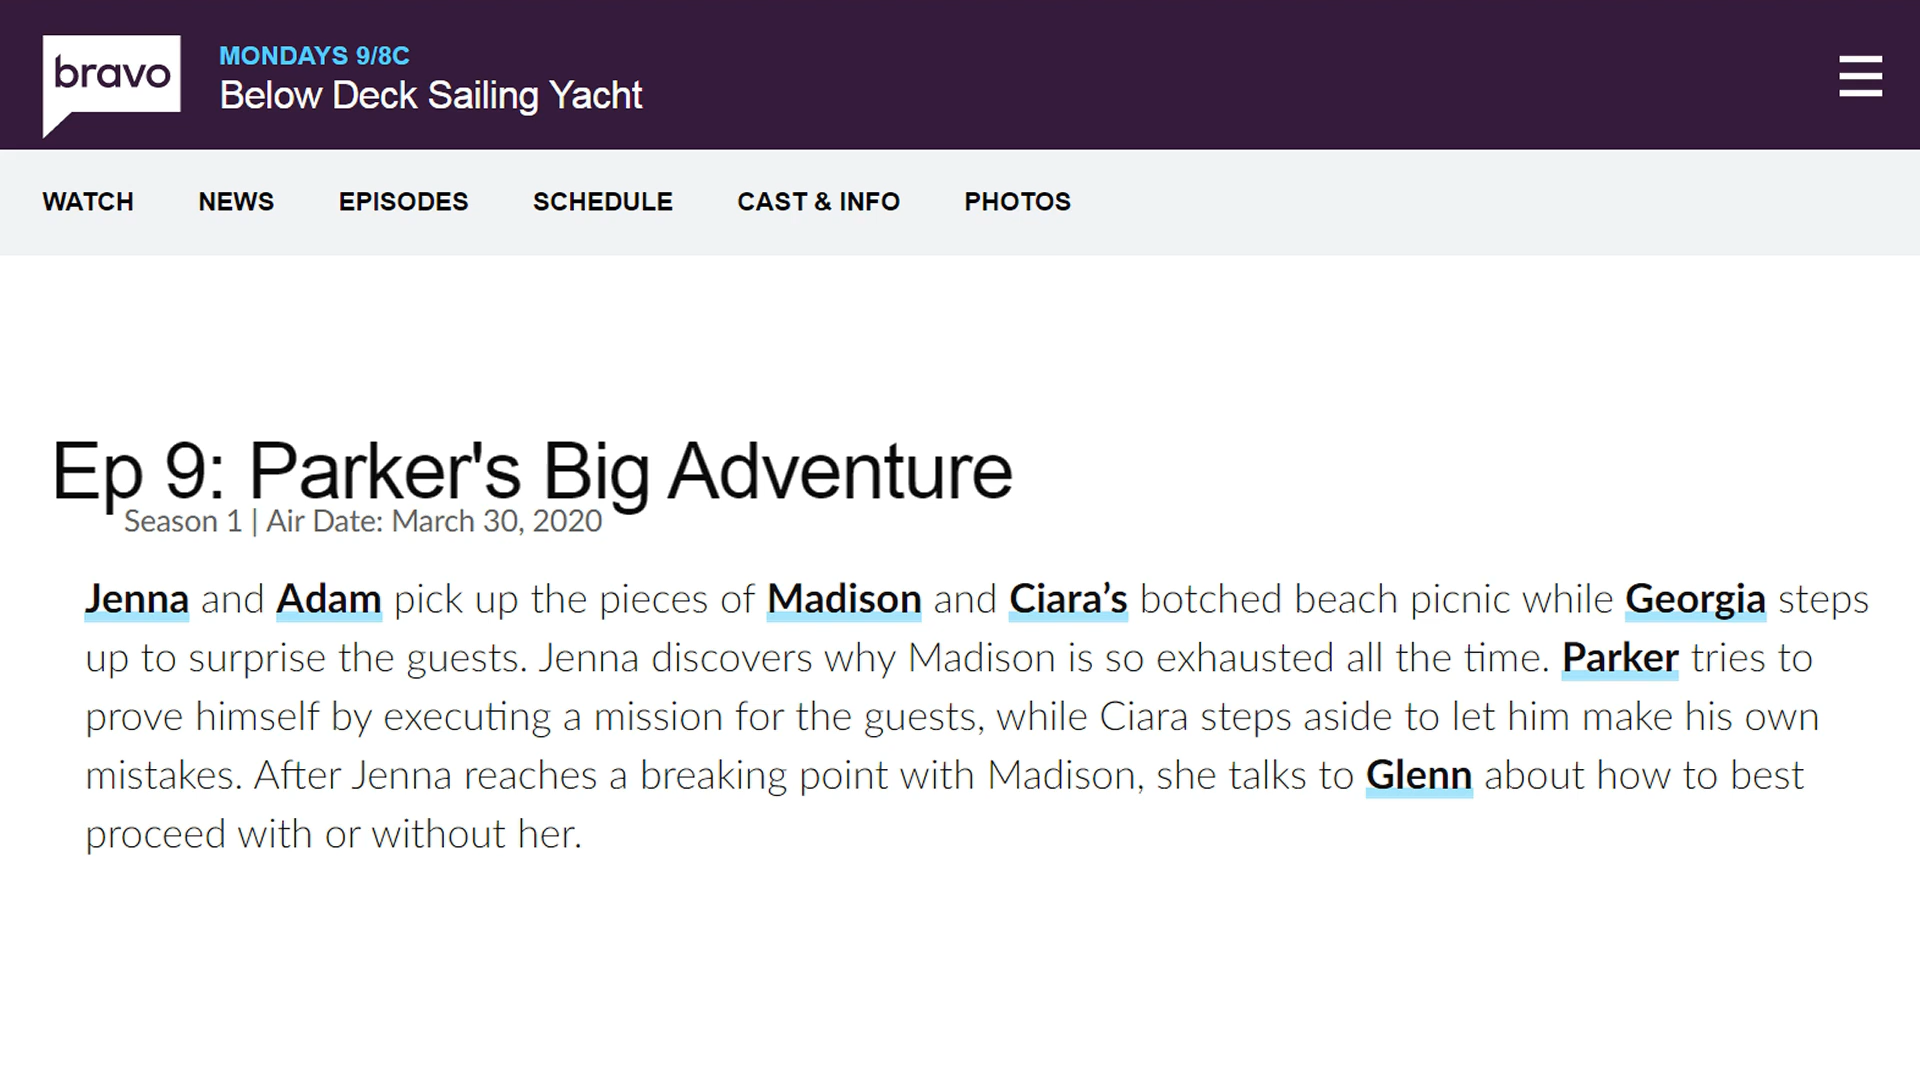 bravo
MONDAYS 9/8C
Below Deck Sailing Yacht
WATCH NEWS EPISODES SCHEDULE CAST & INFO PHOTOS
Ep 9: Parker's Big Adventure
Season 1 | Air Date: March 30, 2020
Jenna and Adam pick up the pieces of Madison and Ciara’s botched beach picnic while Georgia steps
up to surprise the guests. Jenna discovers why Madison is so exhausted all the time. Parker tries to
prove himself by executing a mission for the guests, while Ciara steps aside to let him make his own
mistakes. After Jenna reaches a breaking point with Madison, she talks to Glenn about how to best
proceed with or without her.